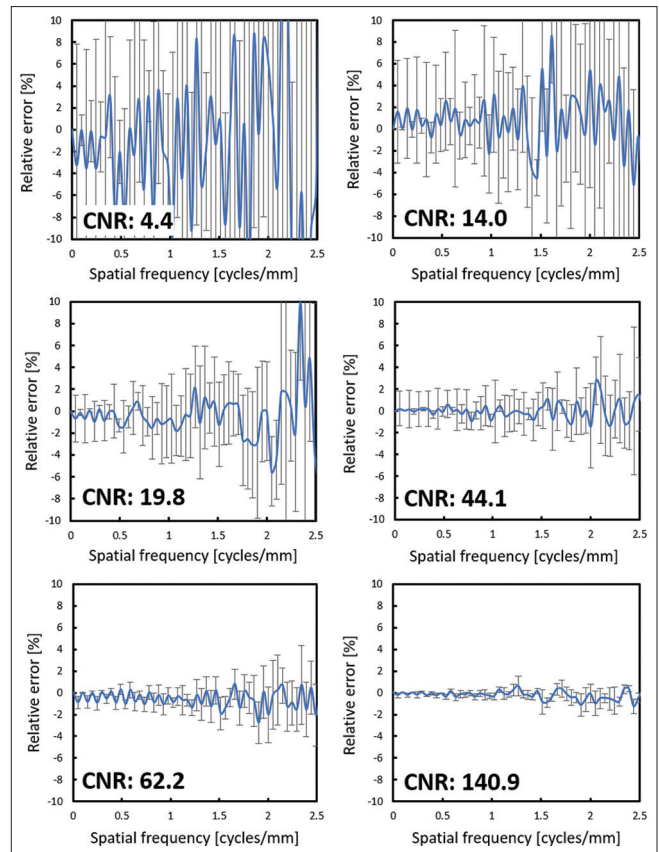 Relative error [%]
10
8
6
4
2
0
-2
-4
-6
-8
-10
CNR: 4.4
0 0.5 1 1.5 2 2.5
Spatial frequency [cycles/mm]
Relative error [%]
10
8
6
4
2
0
-2
-4
-6
-8
-10
CNR: 14.0
0 0.5 1 1.5 2 2.5
Spatial frequency [cycles/mm]
Relative error [%]
10
8
6
4
2
0
-2
-4
-6
-8
-10
CNR: 19.8
0 0.5 1 1.5 2 2.5
Spatial frequency [cycles/mm]
Relative error [%]
10
8
6
4
2
0
-2
-4
-6
-8
-10
CNR: 44.1
0 0.5 1 1.5 2 2.5
Spatial frequency [cycles/mm]
Relative error [%]
10
8
6
4
2
0
-2
-4
-6
-8
-10
CNR: 62.2
0 0.5 1 1.5 2 2.5
Spatial frequency [cycles/mm]
Relative error [%]
10
8
6
4
2
0
-2
-4
-6
-8
-10
CNR: 140.9
0 0.5 1 1.5 2 2.5
Spatial frequency [cycles/mm]